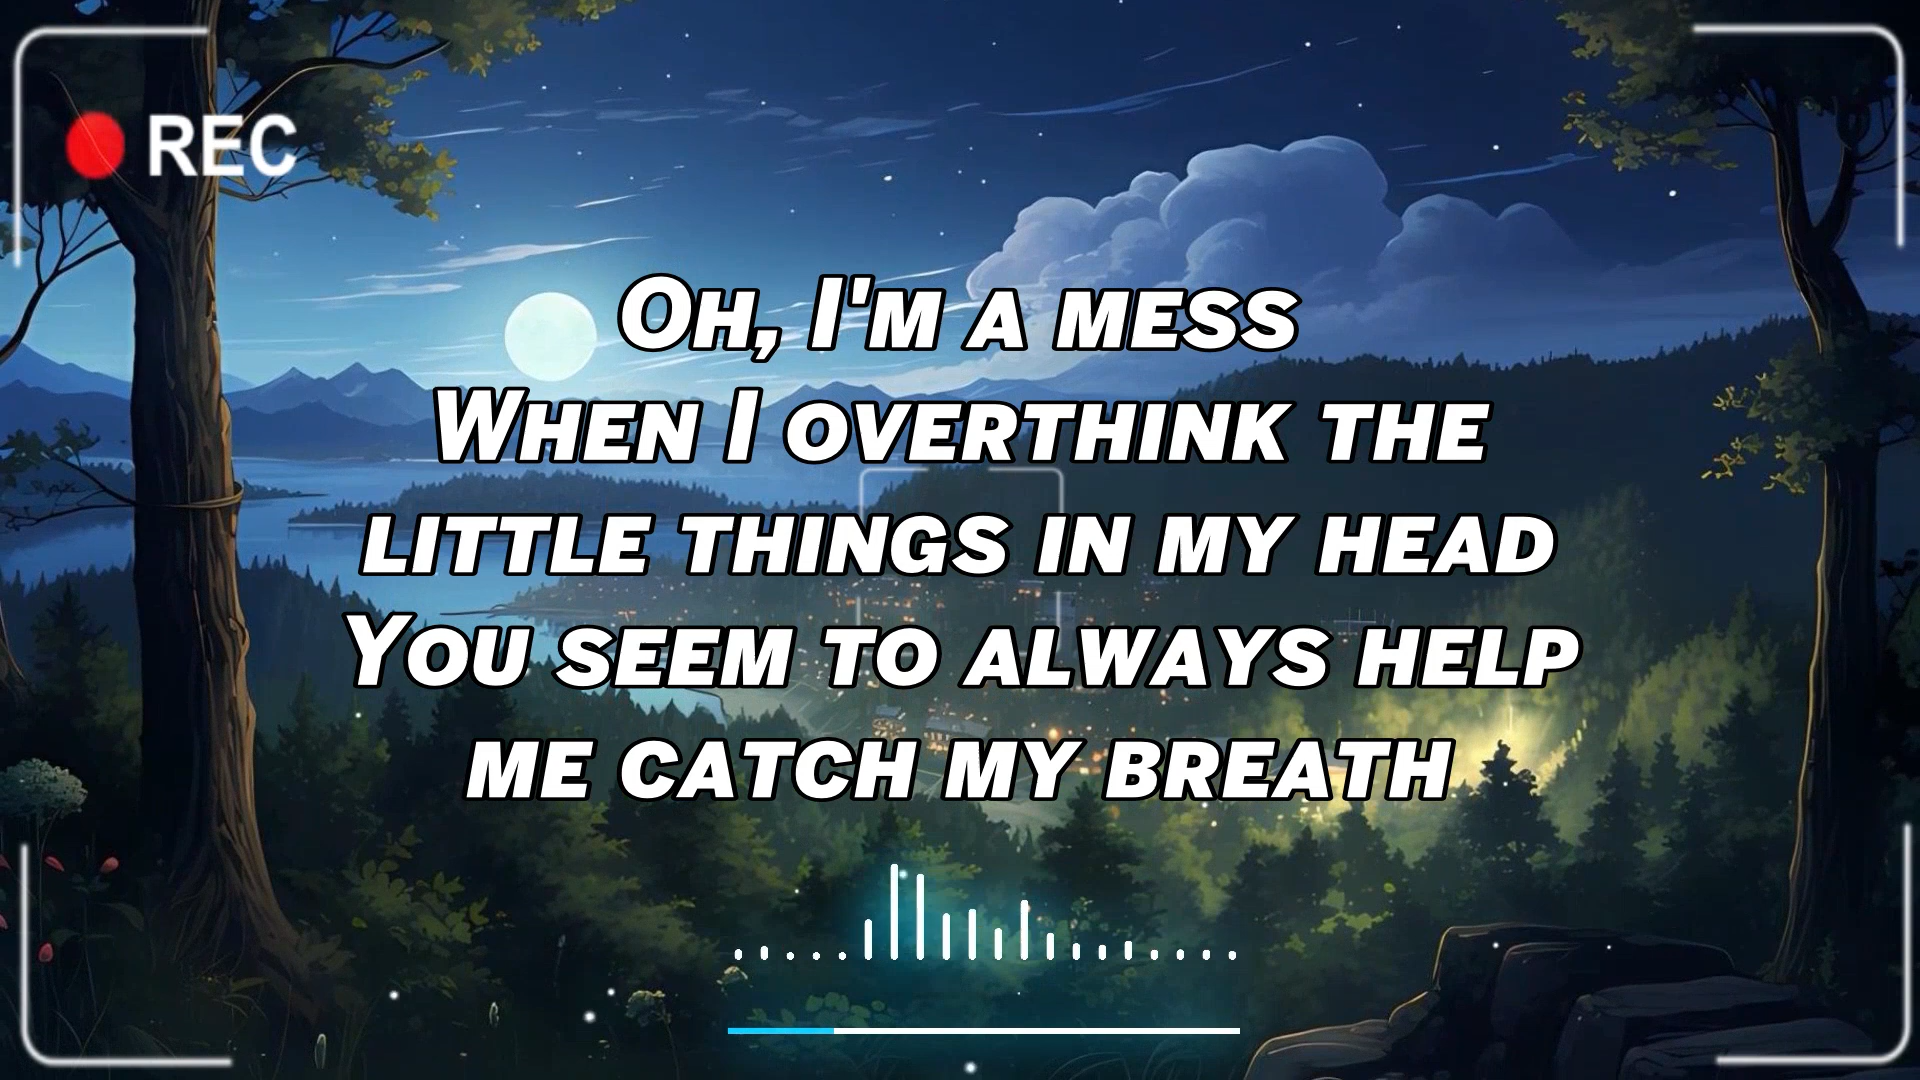 REC
Oh, I'm a mess
When I overthink the
little things in my head
You seem to always help
me catch my breath